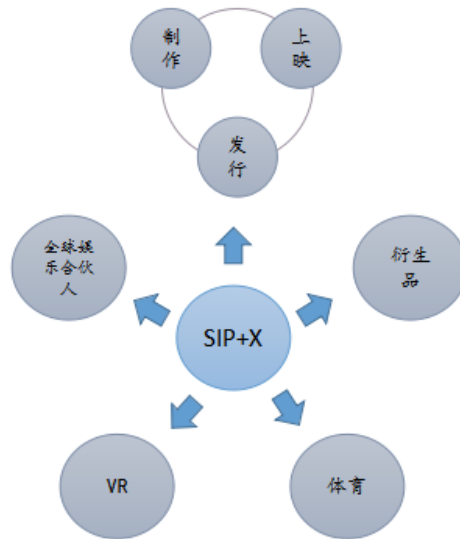 制
作
上
映
发
行
全球娱
乐合伙
人
衍生
品
SIP+X
VR
体育